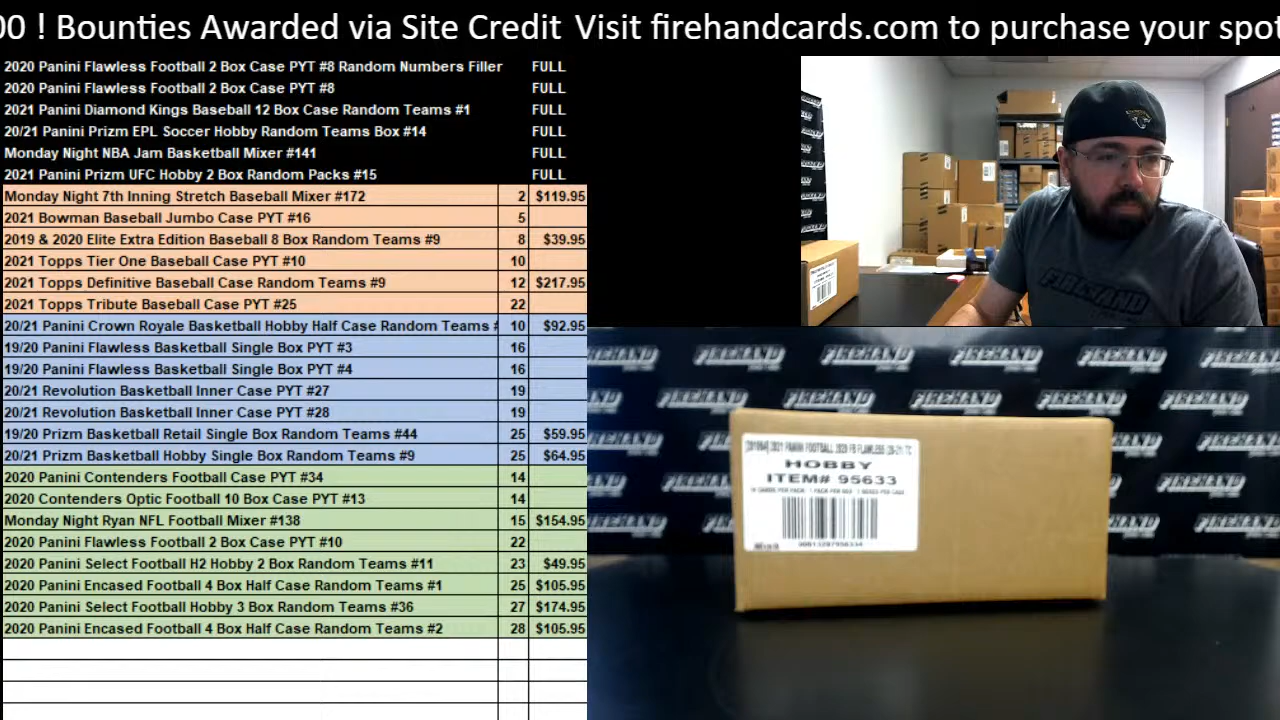 00 ! Bounties Awarded via Site Credit Visit firehandcards.com to purchase your spot
2020 Panini Flawless Football 2 Box Case PYT #8 Random Numbers Filler FULL
2020 Panini Flawless Football 2 Box Case PYT #8 FULL
2021 Panini Diamond Kings Baseball 12 Box Case Random Teams #1 FULL
20/21 Panini Prizm EPL Soccer Hobby Random Teams Box #14 FULL
Monday Night NBA Jam Basketball Mixer #141 FULL
2021 Panini Prizm UFC Hobby 2 Box Random Packs #15 FULL
Monday Night 7th Inning Stretch Baseball Mixer #172 2 $119.95
2021 Bowman Baseball Jumbo Case PYT #16 5
2019 & 2020 Elite Extra Edition Baseball 8 Box Random Teams #9 8 $39.95
2021 Topps Tier One Baseball Case PYT #10 10
2021 Topps Definitive Baseball Case Random Teams #9 12 $217.95
2021 Topps Tribute Baseball Case PYT #25 22
20/21 Panini Crown Royale Basketball Hobby Half Case Random Teams # 10 $92.95
19/20 Panini Flawless Basketball Single Box PYT #3 16
19/20 Panini Flawless Basketball Single Box PYT #4 16
20/21 Revolution Basketball Inner Case PYT #27 19
20/21 Revolution Basketball Inner Case PYT #28 19
19/20 Prizm Basketball Retail Single Box Random Teams #44 25 $59.95
20/21 Prizm Basketball Hobby Single Box Random Teams #9 25 $64.95
2020 Panini Contenders Football Case PYT #34 14
2020 Contenders Optic Football 10 Box Case PYT #13 14
Monday Night Ryan NFL Football Mixer #138 15 $154.95
2020 Panini Flawless Football 2 Box Case PYT #10 22
2020 Panini Select Football H2 Hobby 2 Box Random Teams #11 23 $49.95
2020 Panini Encased Football 4 Box Half Case Random Teams #1 25 $105.95
2020 Panini Select Football Hobby 3 Box Random Teams #36 27 $174.95
2020 Panini Encased Football 4 Box Half Case Random Teams #2 28 $105.95
FIREHAND
2021 PANINI FOOTBALL 2020 FB FLAWLESS (20-21) TC
HOBBY
ITEM# 95633